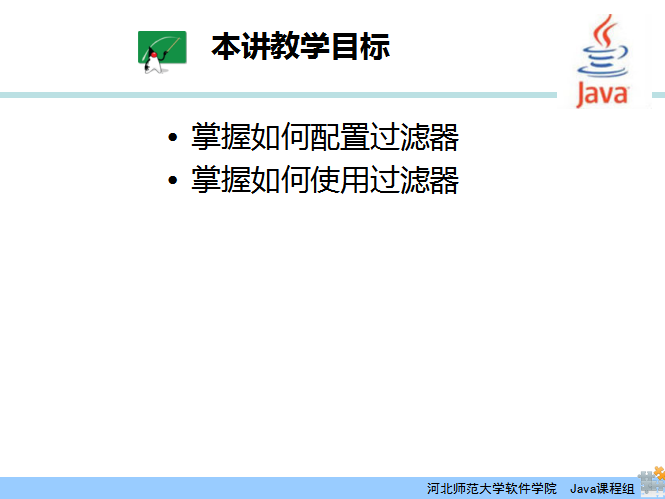 本讲教学目标
Java
• 掌握如何配置过滤器
• 掌握如何使用过滤器
河北师范大学软件学院 Java课程组